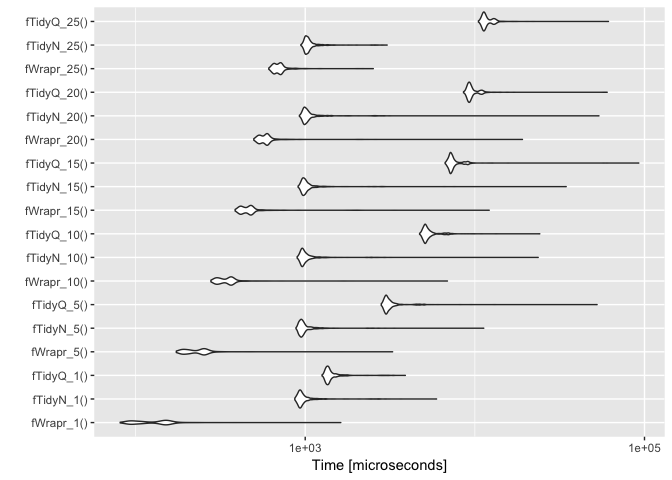 fTidyQ_25()
fTidyN_25()
fWrapr_25()
fTidyQ_20()
fTidyN_20()
fWrapr_20()
fTidyQ_15()
fTidyN_15()
fWrapr_15()
fTidyQ_10()
fTidyN_10()
fWrapr_10()
fTidyQ_5()
fTidyN_5()
fWrapr_5()
fTidyQ_1()
fTidyN_1()
fWrapr_1()
1e+03
1e+05
Time [microseconds]